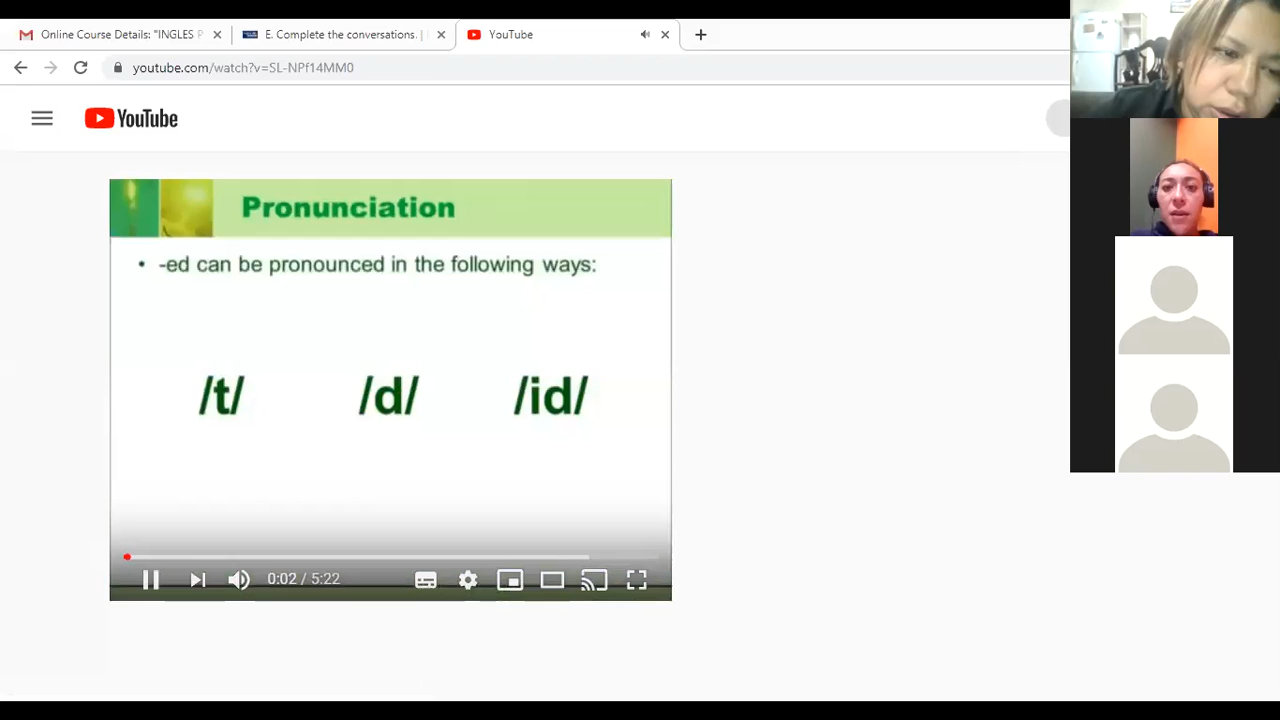 Online Course Details: "INGLES P
E. Complete the conversations. |
YouTube
youtube.com/watch?v=SL-NPf14MM0
YouTube
Pronunciation
• -ed can be pronounced in the following ways:
/t/ /d/ /id/
0:02 / 5:22